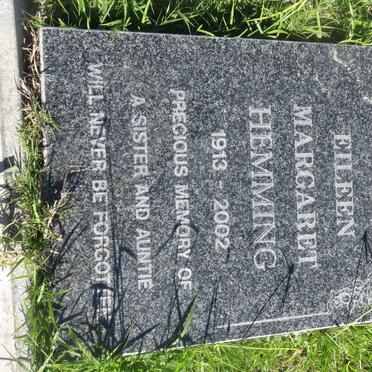 EILEEN
MARGARET
HEMMING
1913 - 2002
PRECIOUS MEMORY OF
A SISTER AND AUNTIE
WILL NEVER BE FORGOTTEN